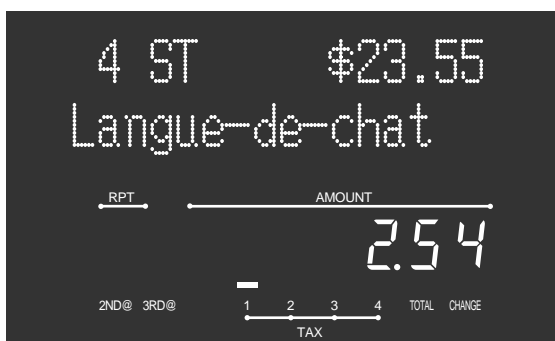 4 ST $23.55
Langue-de-chat
RPT AMOUNT
2.54
2ND@ 3RD@ 1 2 3 4 TOTAL CHANGE
TAX